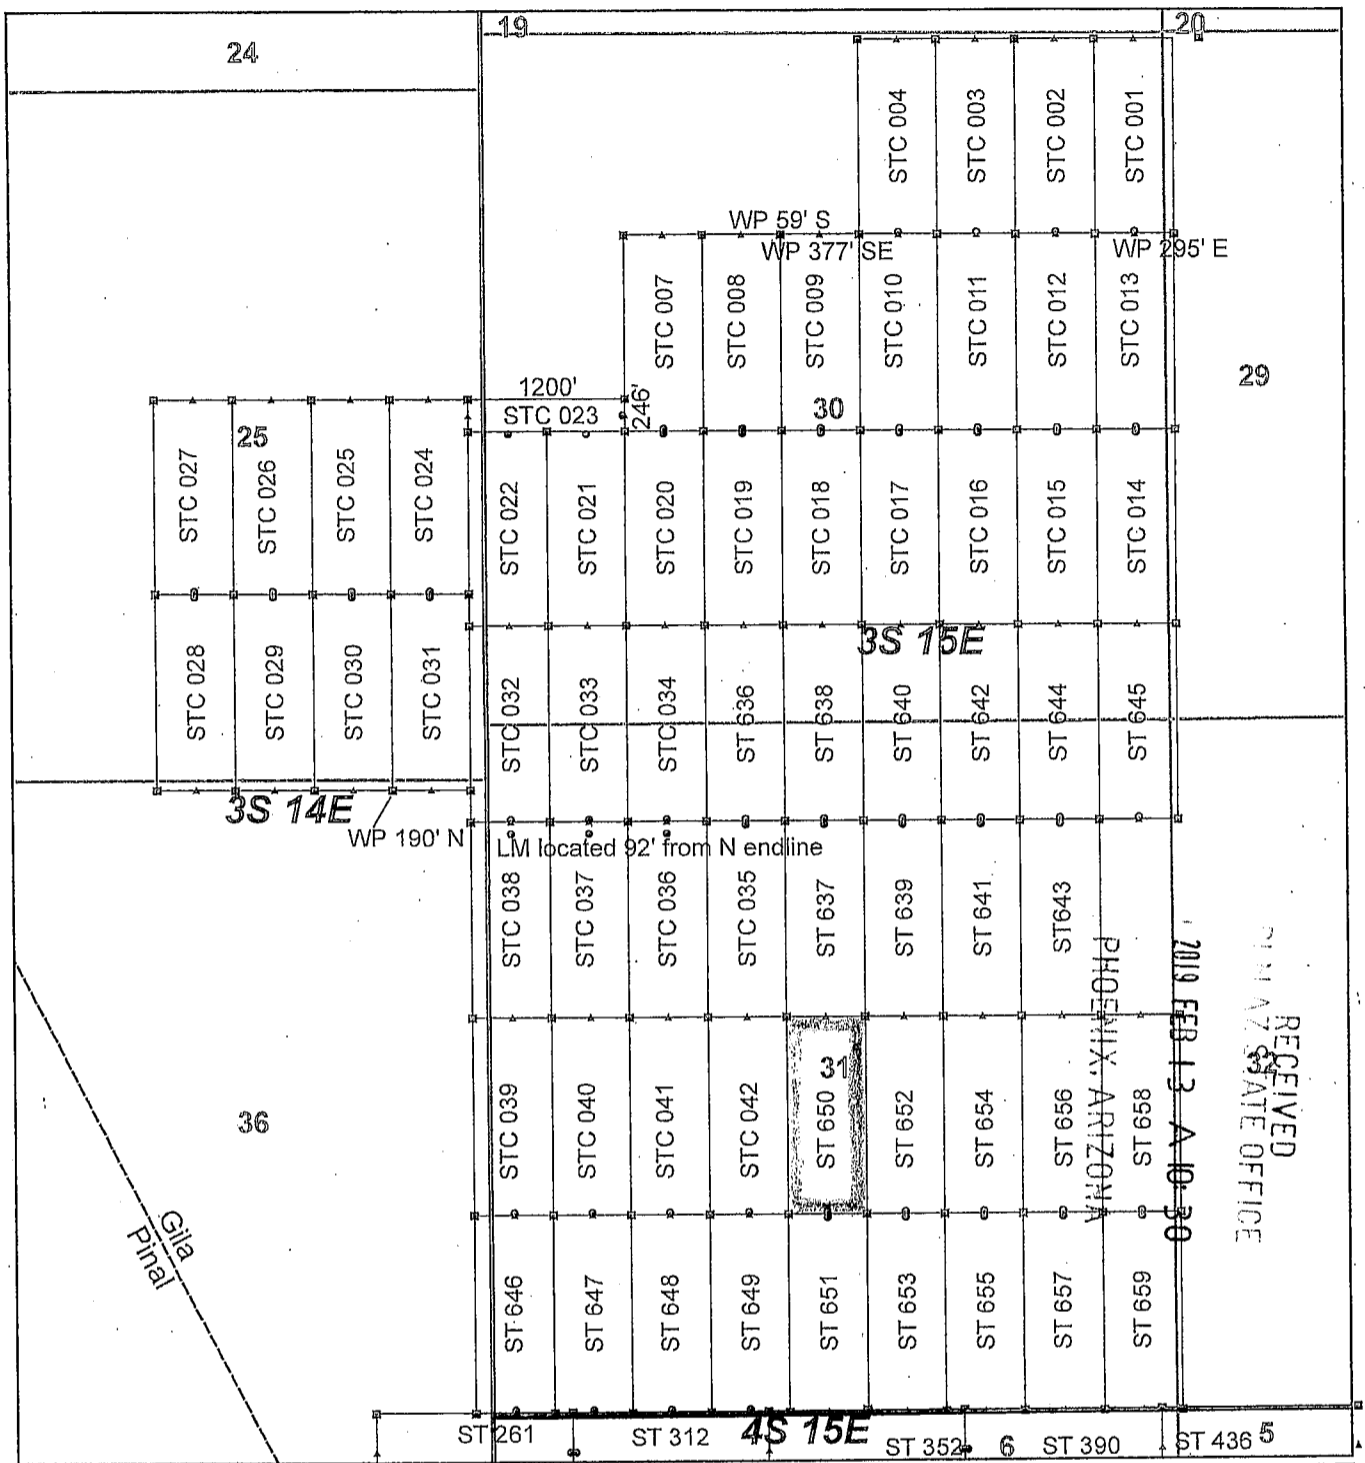 24
19
20
STC 004
STC 003
STC 002
STC 001
WP 59' S
WP 377' SE
WP 295' E
STC 007
STC 008
STC 009
STC 010
STC 011
STC 012
STC 013
29
1200'
STC 023
246'
30
25
STC 027
STC 026
STC 025
STC 024
STC 022
STC 021
STC 020
STC 019
STC 018
STC 017
STC 016
STC 015
STC 014
3S 15E
STC 028
STC 029
STC 030
STC 031
STC 032
STC 033
STC 034
ST 636
ST 638
ST 640
ST 642
ST 644
ST 645
3S 14E
WP 190' N
LM located 92' from N endline
STC 038
STC 037
STC 036
STC 035
ST 637
ST 639
ST 641
ST643
RECEIVED
STATE OFFICE
2019 FEB 13 A 10:30
PHOENIX, ARIZONA
31
36
STC 039
STC 040
STC 041
STC 042
ST 650
ST 652
ST 654
ST 656
ST 658
Gila
Pinal
ST 646
ST 647
ST 648
ST 649
ST 651
ST 653
ST 655
ST 657
ST 659
4S 15E
ST 261
ST 312
ST 352
6
ST 390
ST 436
5